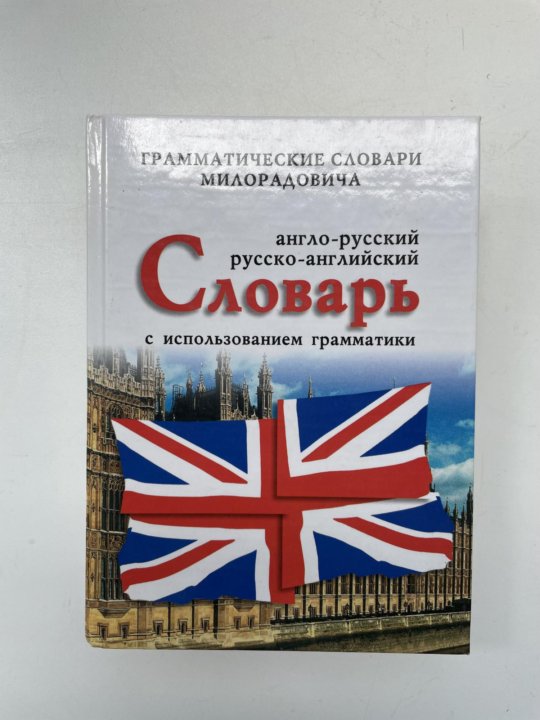 ГРАММАТИЧЕСКИЕ СЛОВАРИ
МИЛОРАДОВИЧА
англо-русский
русско-английский
Словарь
с использованием грамматики